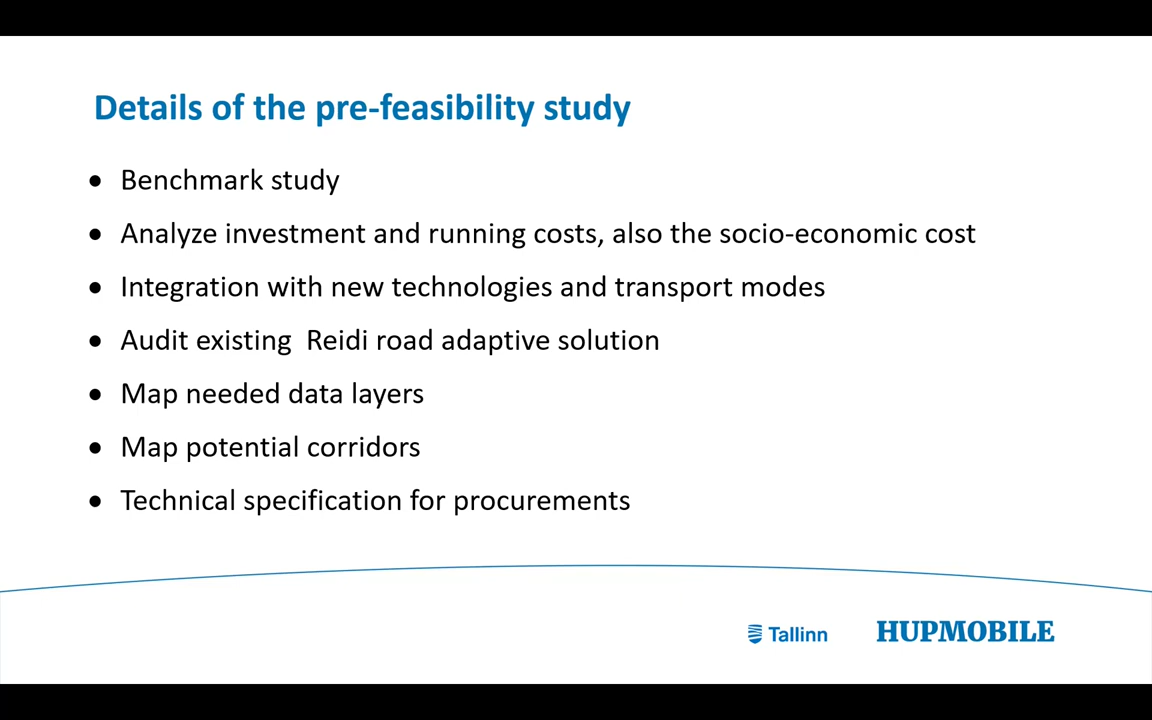 Details of the pre-feasibility study
• Benchmark study
• Analyze investment and running costs, also the socio-economic cost
• Integration with new technologies and transport modes
• Audit existing  Reidi road adaptive solution
• Map needed data layers
• Map potential corridors
• Technical specification for procurements
Tallinn
HUPMOBILE